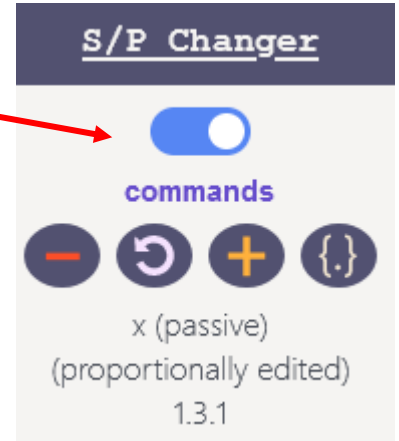 S/P Changer
commands
{.}
x (passive)
(proportionally edited)
1.3.1